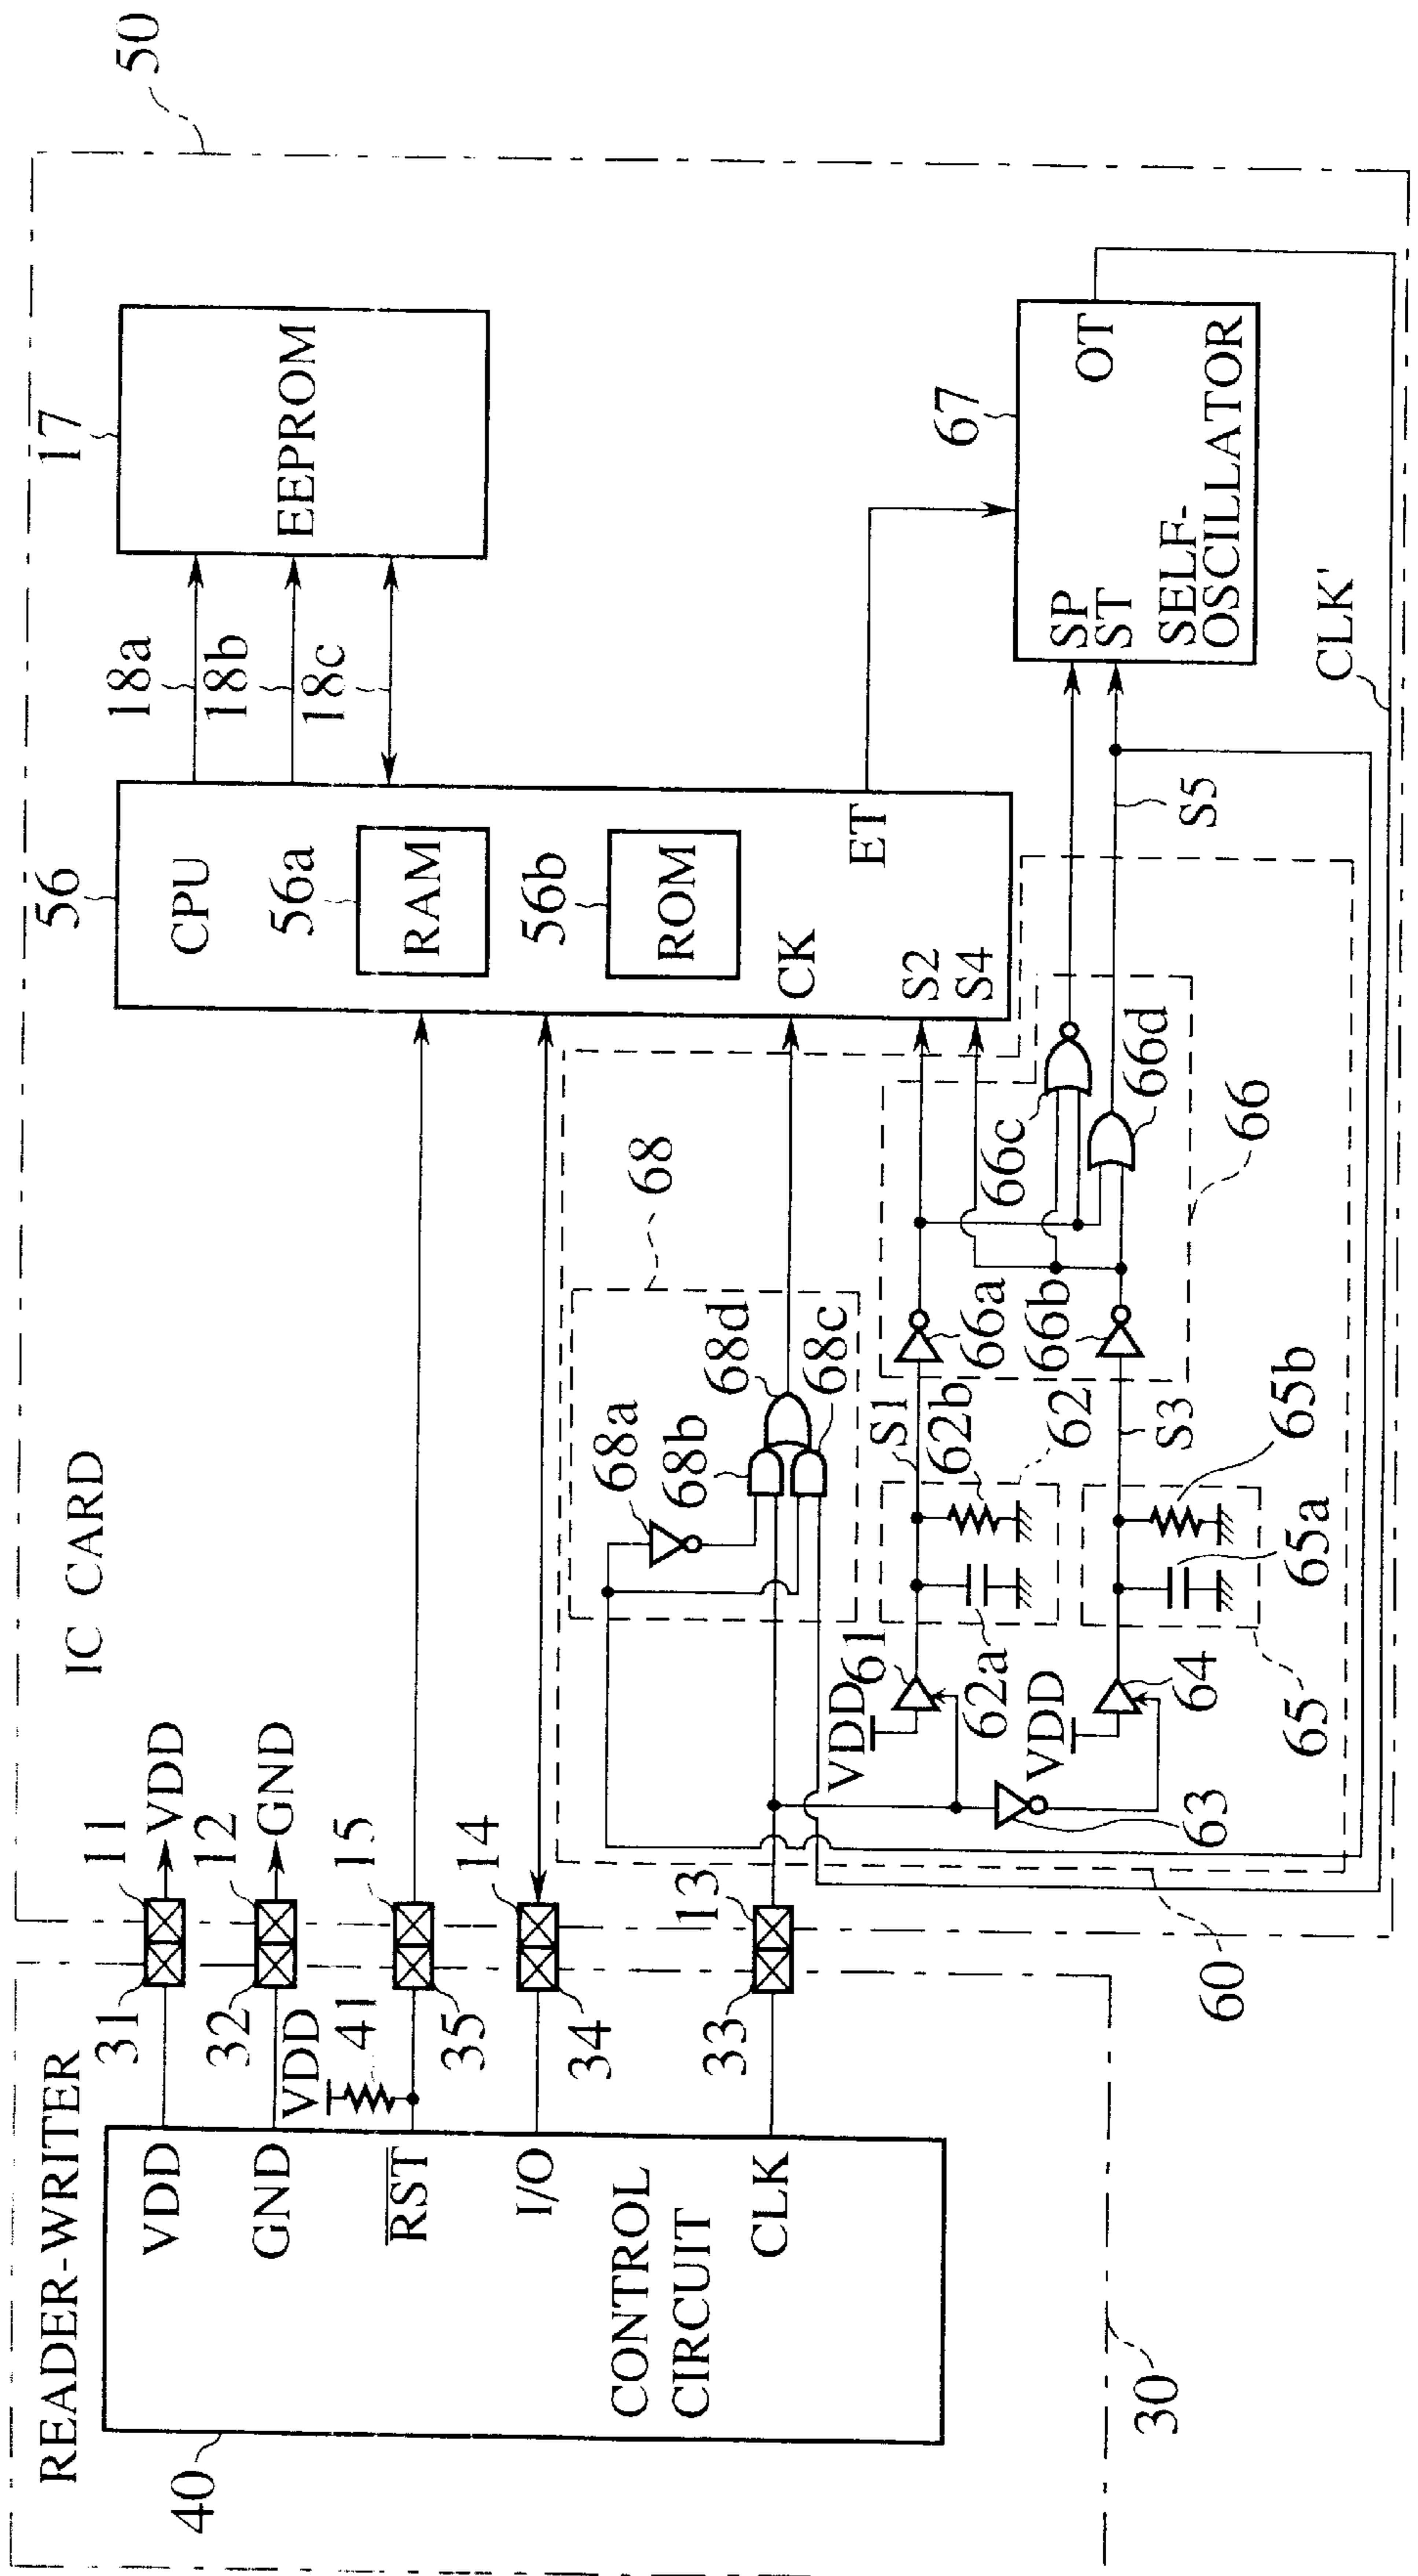 50
IC CARD
READER-WRITER
40
VDD
GND
RST
I/O
CONTROL
CIRCUIT
CLK
30
31
32
VDD
41
35
34
33
11
VDD
12
GND
15
14
13
60
56
CPU
56a
RAM
56b
ROM
CK
S2
S4
ET
18a
18b
18c
17
EEPROM
68
68a
68b
68c
68d
VDD
61
62a
62b
62
S1
63
VDD
64
65
65a
65b
S3
66a
66b
66c
66d
66
S5
67
SP
ST
OT
SELF-
OSCILLATOR
CLK'